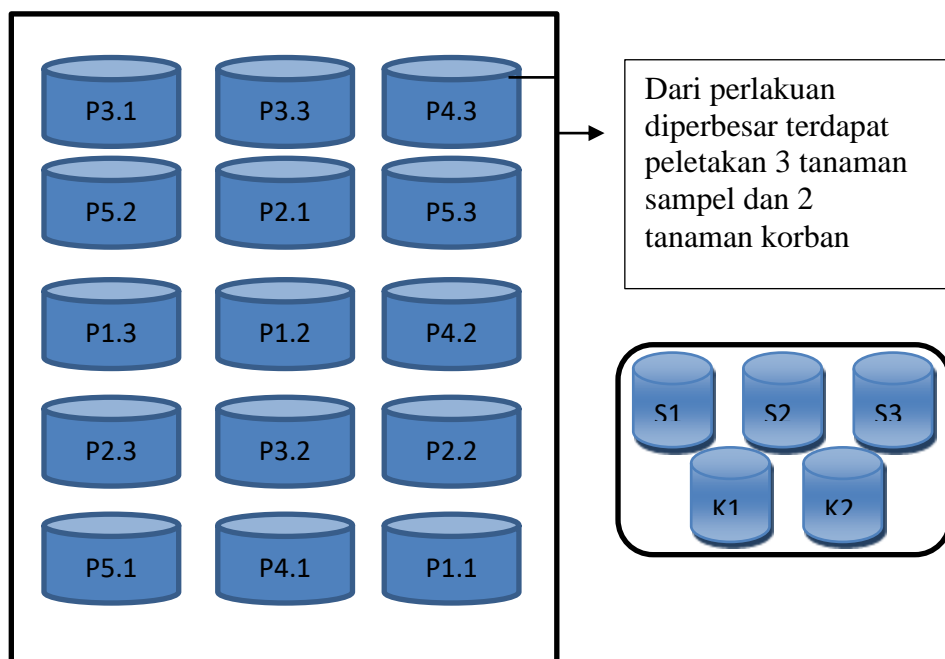 P3.1 P3.3 P4.3
P5.2 P2.1 P5.3
P1.3 P1.2 P4.2
P2.3 P3.2 P2.2
P5.1 P4.1 P1.1
Dari perlakuan
diperbesar terdapat
peletakan 3 tanaman
sampel dan 2
tanaman korban
S1 S2 S3
K1 K2